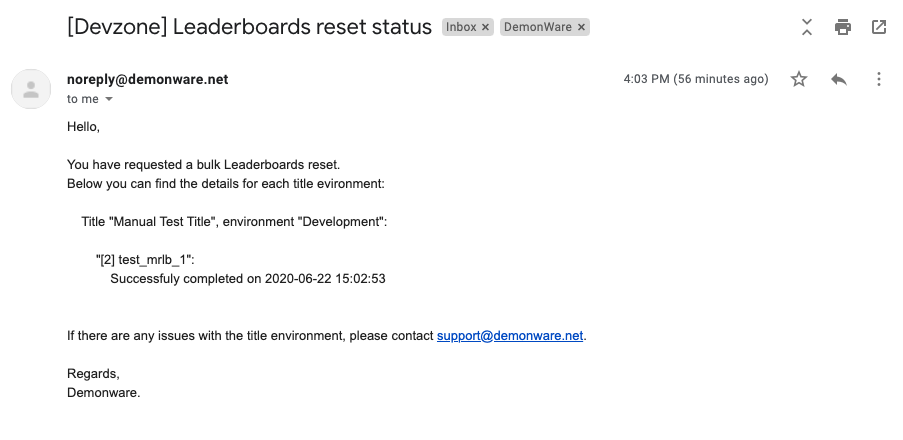 [Devzone] Leaderboards reset status Inbox × DemonWare ×
noreply@demonware.net 4:03 PM (56 minutes ago)
to me
Hello,
You have requested a bulk Leaderboards reset.
Below you can find the details for each title evironment:
Title "Manual Test Title", environment "Development":
"[2] test_mrlb_1":
Successfuly completed on 2020-06-22 15:02:53
If there are any issues with the title environment, please contact support@demonware.net.
Regards,
Demonware.